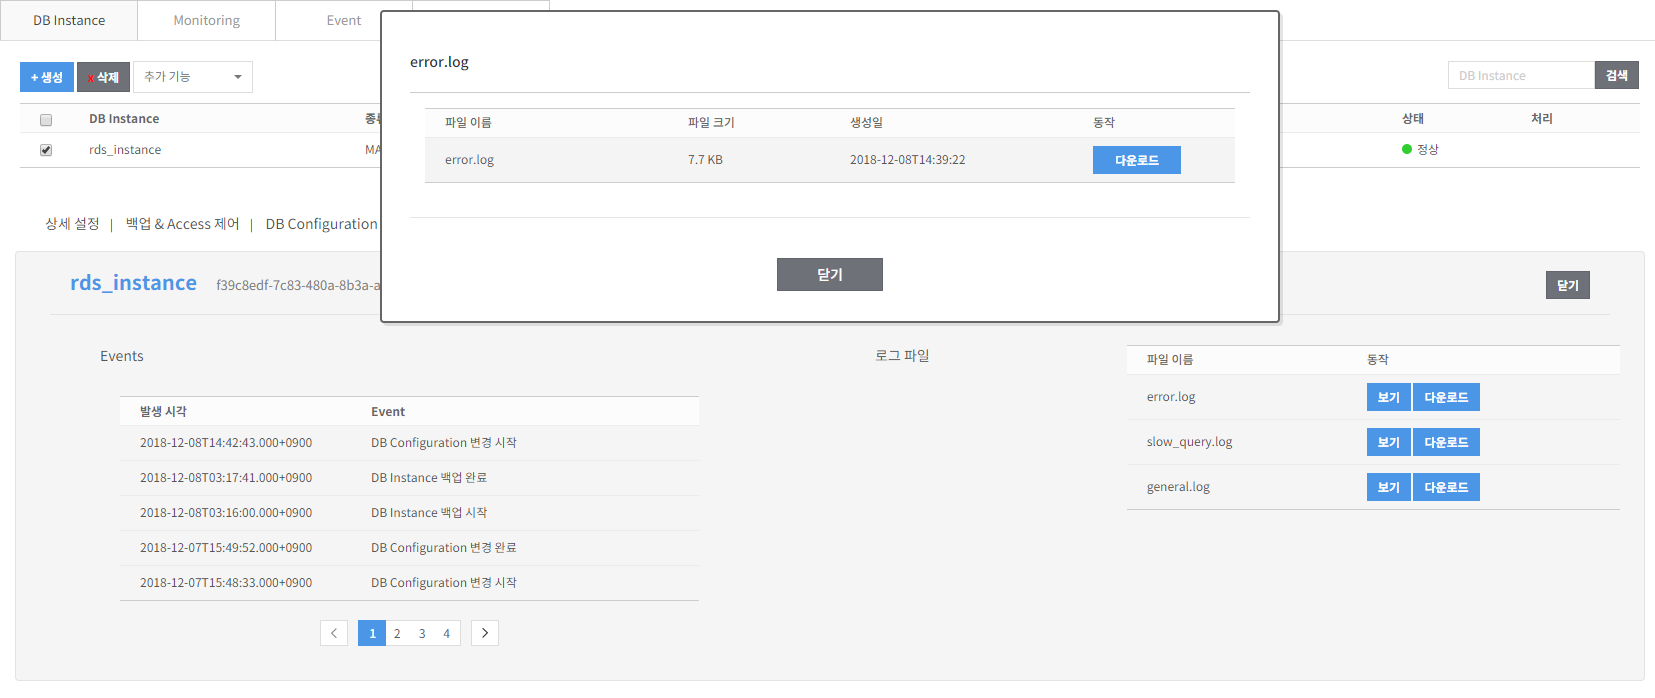 DB Instance Monitoring Event
+ 생성 x 삭제 추가 기능 DB Instance 검색
DB Instance 상태 처리
rds_instance MA 정상
상세 설정 | 백업 & Access 제어 | DB Configuration
rds_instance f39c8edf-7c83-480a-8b3a-a 닫기
error.log
파일 이름 파일 크기 생성일 동작
error.log 7.7 KB 2018-12-08T14:39:22 다운로드
닫기
Events
발생 시각 Event
2018-12-08T14:42:43.000+0900 DB Configuration 변경 시작
2018-12-08T03:17:41.000+0900 DB Instance 백업 완료
2018-12-08T03:16:00.000+0900 DB Instance 백업 시작
2018-12-07T15:49:52.000+0900 DB Configuration 변경 완료
2018-12-07T15:48:33.000+0900 DB Configuration 변경 시작
< 1 2 3 4 >
로그 파일
파일 이름 동작
error.log 보기 다운로드
slow_query.log 보기 다운로드
general.log 보기 다운로드